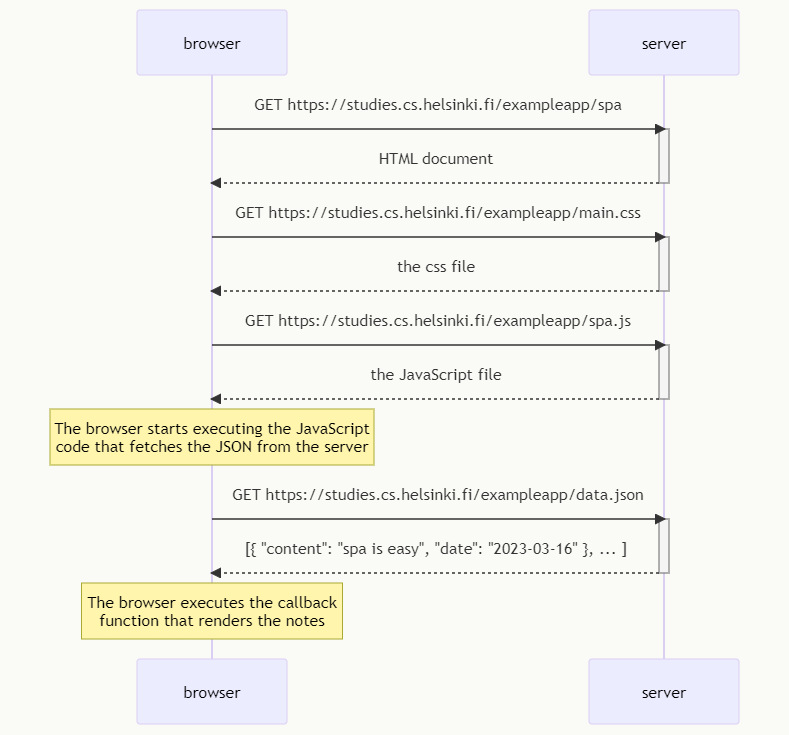 browser
server
GET https://studies.cs.helsinki.fi/exampleapp/spa
HTML document
GET https://studies.cs.helsinki.fi/exampleapp/main.css
the css file
GET https://studies.cs.helsinki.fi/exampleapp/spa.js
the JavaScript file
The browser starts executing the JavaScript
code that fetches the JSON from the server
GET https://studies.cs.helsinki.fi/exampleapp/data.json
[{ "content": "spa is easy", "date": "2023-03-16" }, ... ]
The browser executes the callback
function that renders the notes
browser
server